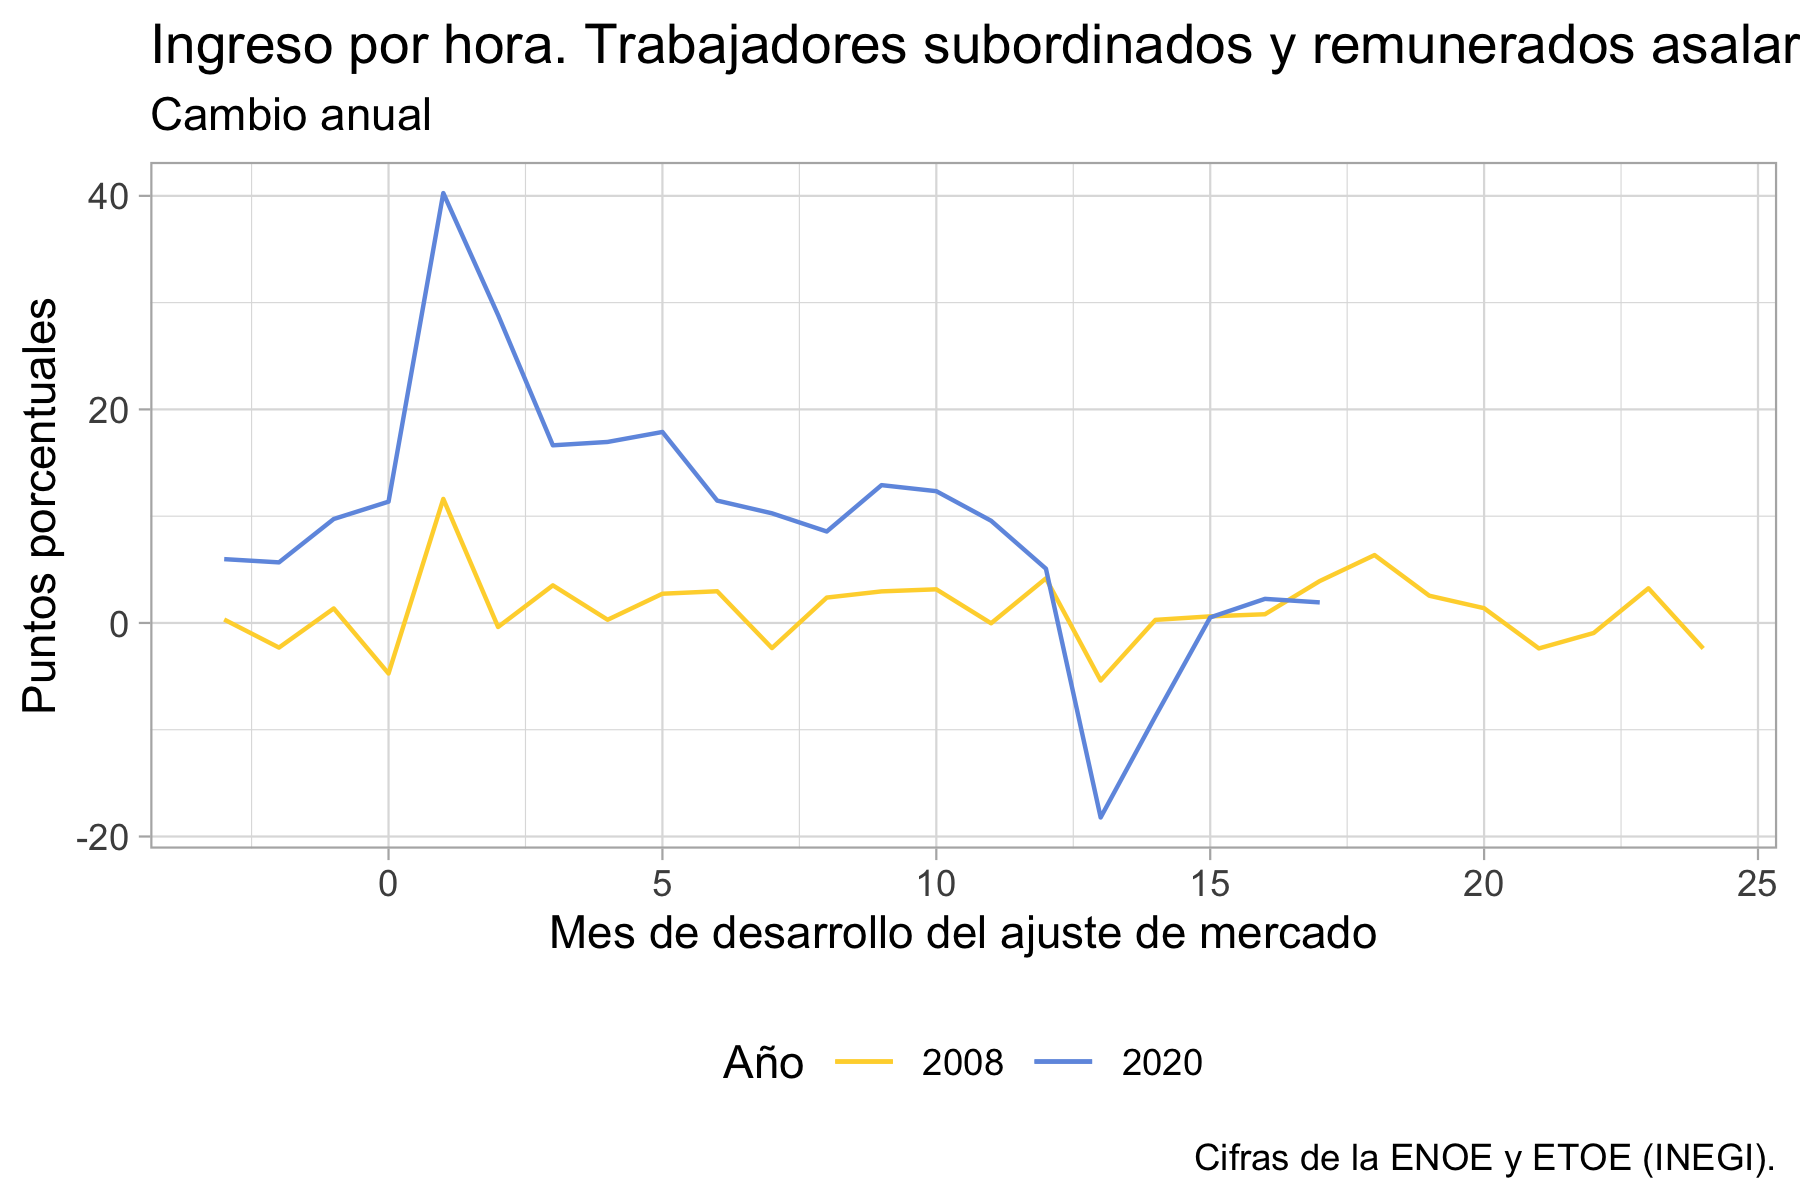 Ingreso por hora. Trabajadores subordinados y remunerados asalar
Cambio anual
Puntos porcentuales
40
20
0
-20
0 5 10 15 20 25
Mes de desarrollo del ajuste de mercado
Año 2008 2020
Cifras de la ENOE y ETOE (INEGI).